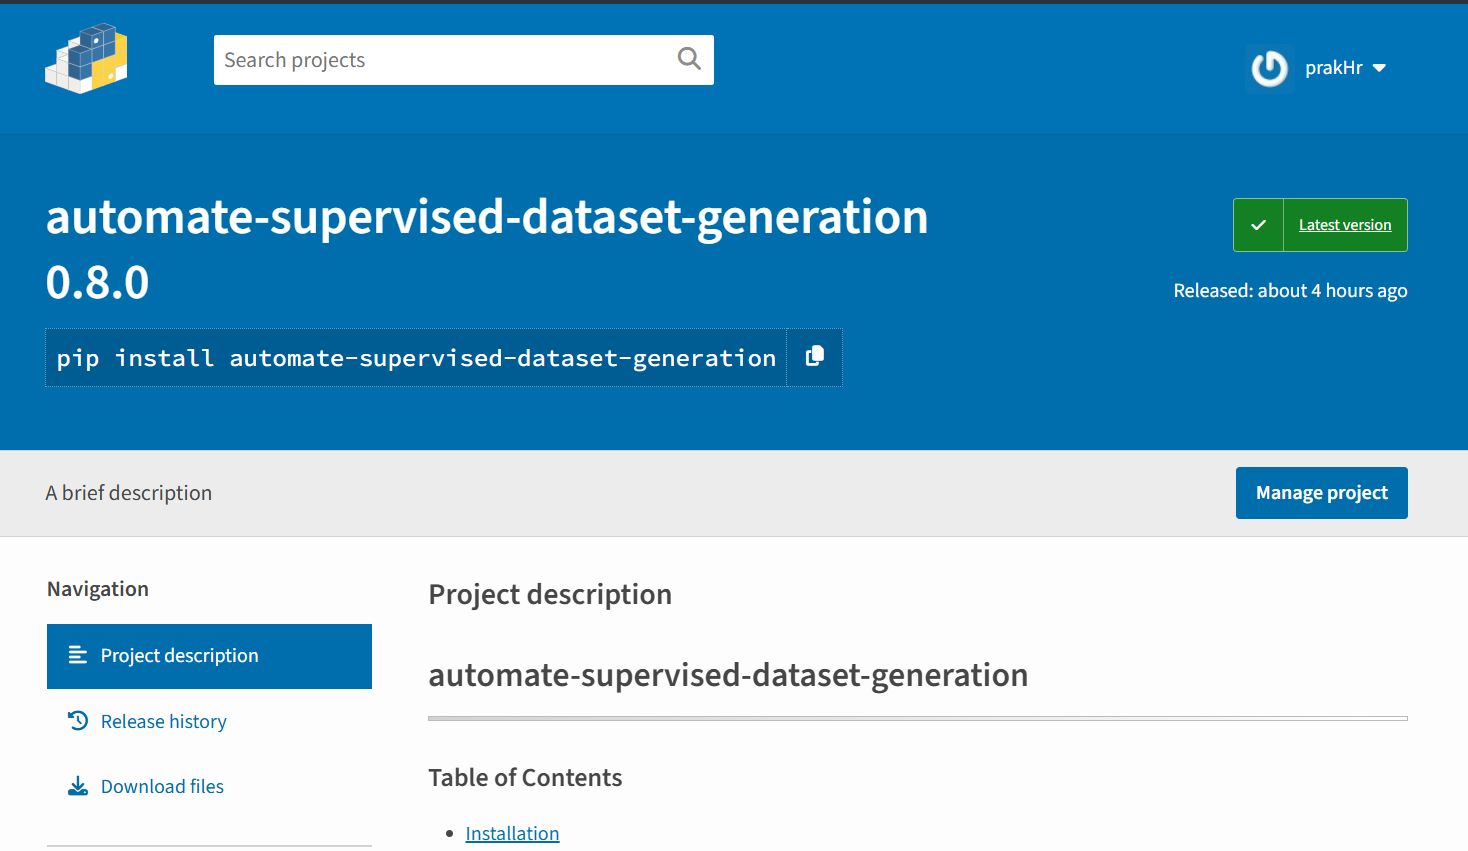 Search projects
prakHr
automate-supervised-dataset-generation
0.8.0
Latest version
Released: about 4 hours ago
pip install automate-supervised-dataset-generation
A brief description
Manage project
Navigation
Project description
Release history
Download files
Project description
automate-supervised-dataset-generation
Table of Contents
Installation